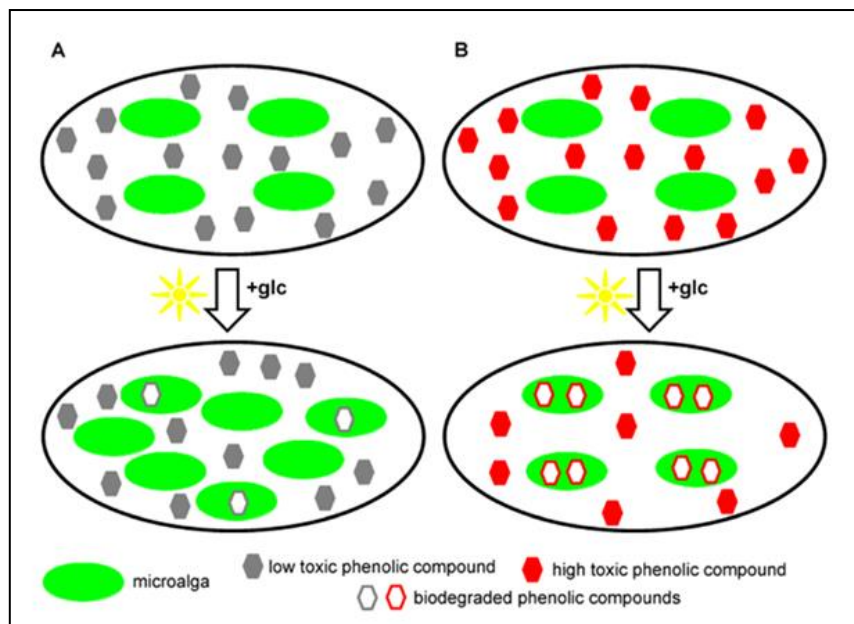 A B
+glc +glc
microalga low toxic phenolic compound high toxic phenolic compound
biodegraded phenolic compounds